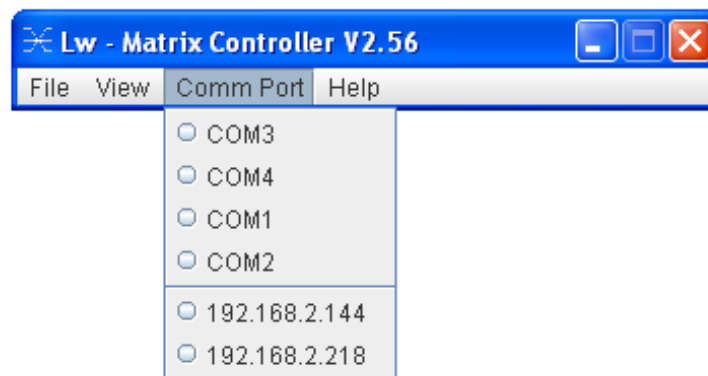 Lw - Matrix Controller V2.56
File View Comm Port Help
COM3
COM4
COM1
COM2
192.168.2.144
192.168.2.218